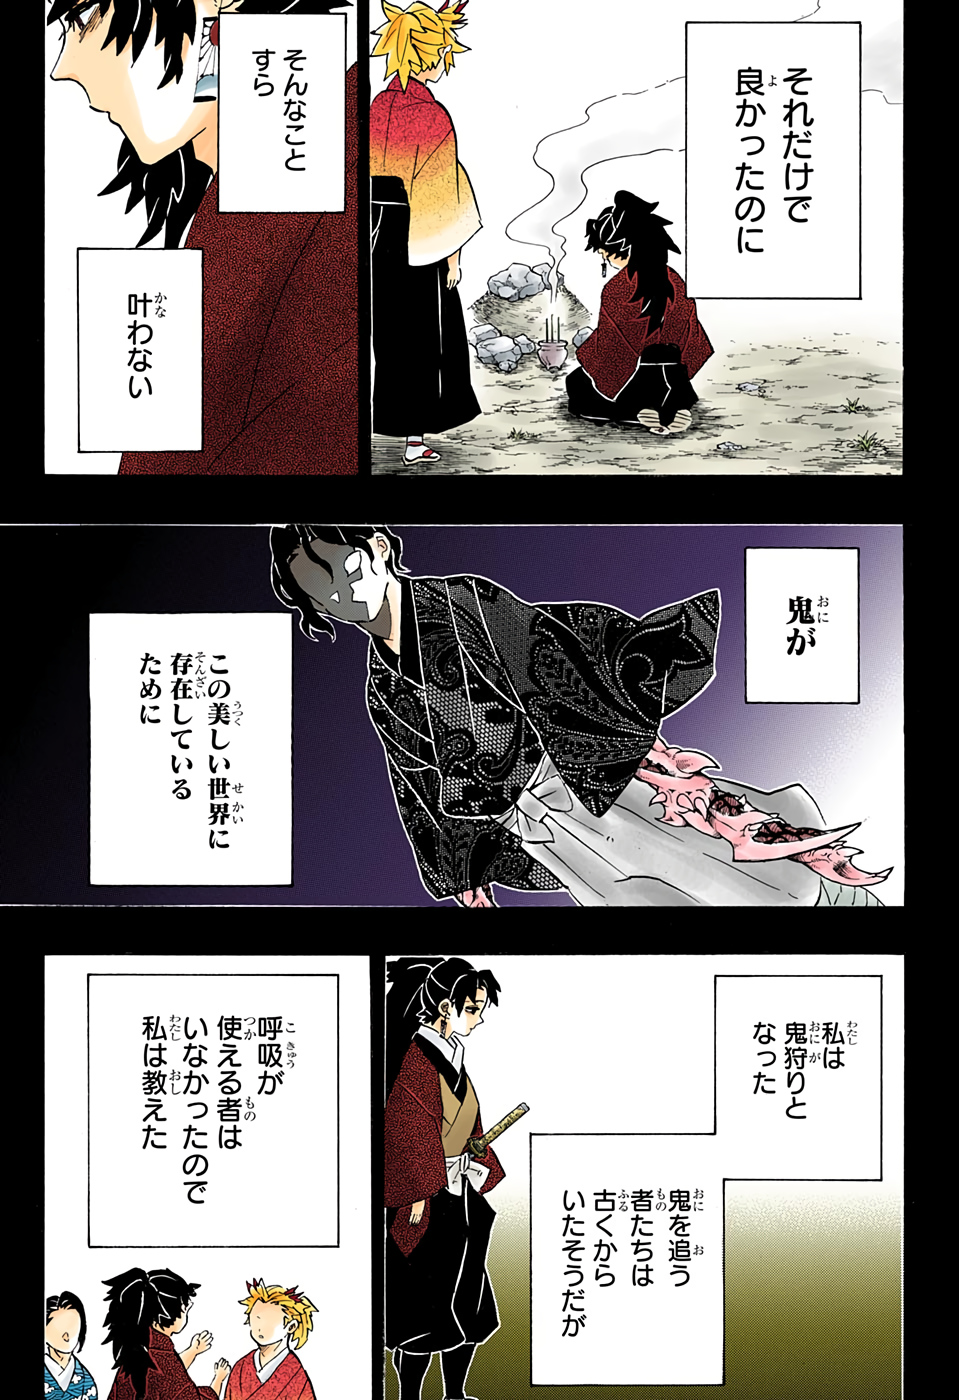 それだけで
良かったのに
そんなこと
すら
叶わない
鬼が
この美しい世界に
存在している
ために
私は
鬼狩りと
なった
鬼を追う
者たちは
古くから
いたそうだが
呼吸が
使える者は
いなかったので
私は教えた